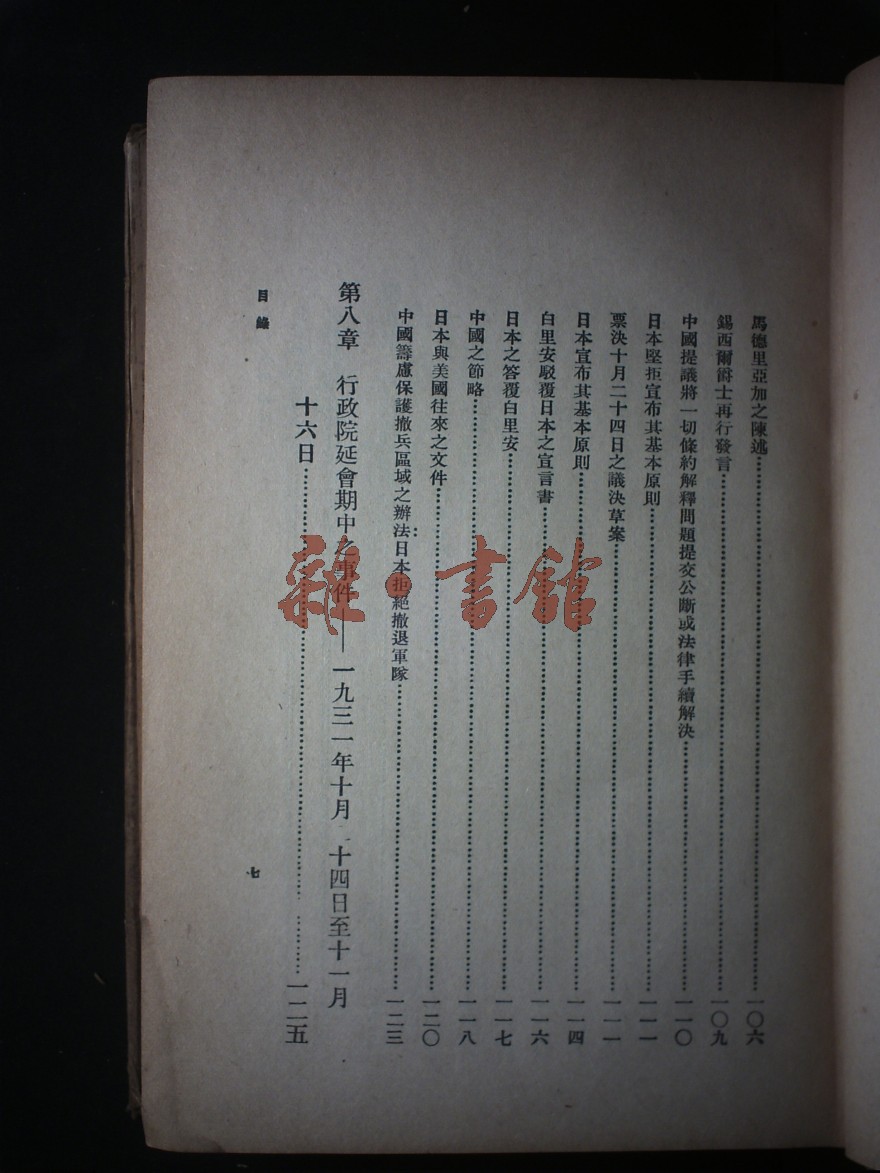 馬德里亞加之陳述……一〇六
錫西爾爵士再行發言……一〇九
中國提議將一切條約解釋問題提交公斷或法律手續解決……一一〇
日本堅拒宣布其基本原則……一一一
票決十月二十四日之議決草案……一一一
日本宣布其基本原則……一一四
白里安駁覆日本之宣言書……一一六
日本之答覆白里安……一一七
中國之節略……一一八
日本與美國往來之文件……一二〇
中國籌慮保護撤兵區域之辦法:日本拒絕撤退軍隊……一二三
第八章 行政院延會期中之事件——一九三一年十月二十四日至十一月
十六日……一二五
目錄
七
雜·書館